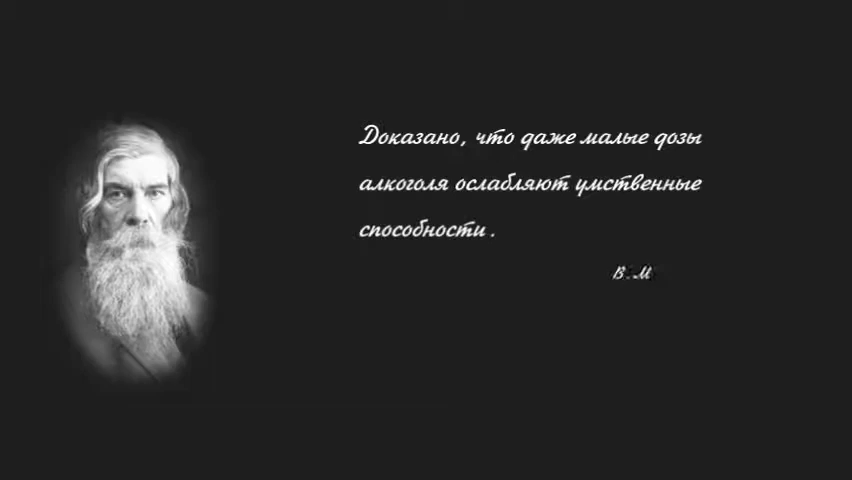 Доказано, что даже малые дозы
алкоголя ослабляют умственные
способности.
В.М